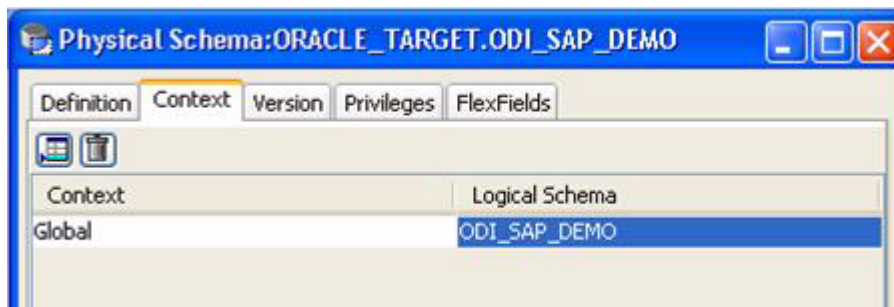 Physical Schema:ORACLE_TARGET.ODI_SAP_DEMO
Definition Context Version Privileges FlexFields
Context Logical Schema
Global ODI_SAP_DEMO